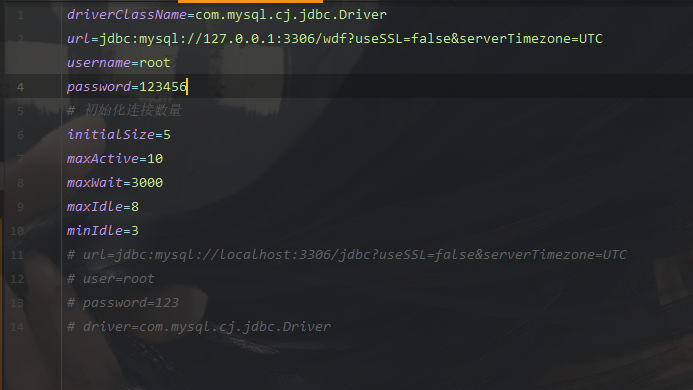 1 driverClassName=com.mysql.cj.jdbc.Driver
2 url=jdbc:mysql://127.0.0.1:3306/wdf?useSSL=false&serverTimezone=UTC
3 username=root
4 password=123456
5 # 初始化连接数量
6 initialSize=5
7 maxActive=10
8 maxWait=3000
9 maxIdle=8
10 minIdle=3
11 # url=jdbc:mysql://localhost:3306/jdbc?useSSL=false&serverTimezone=UTC
12 # user=root
13 # password=123
14 # driver=com.mysql.cj.jdbc.Driver